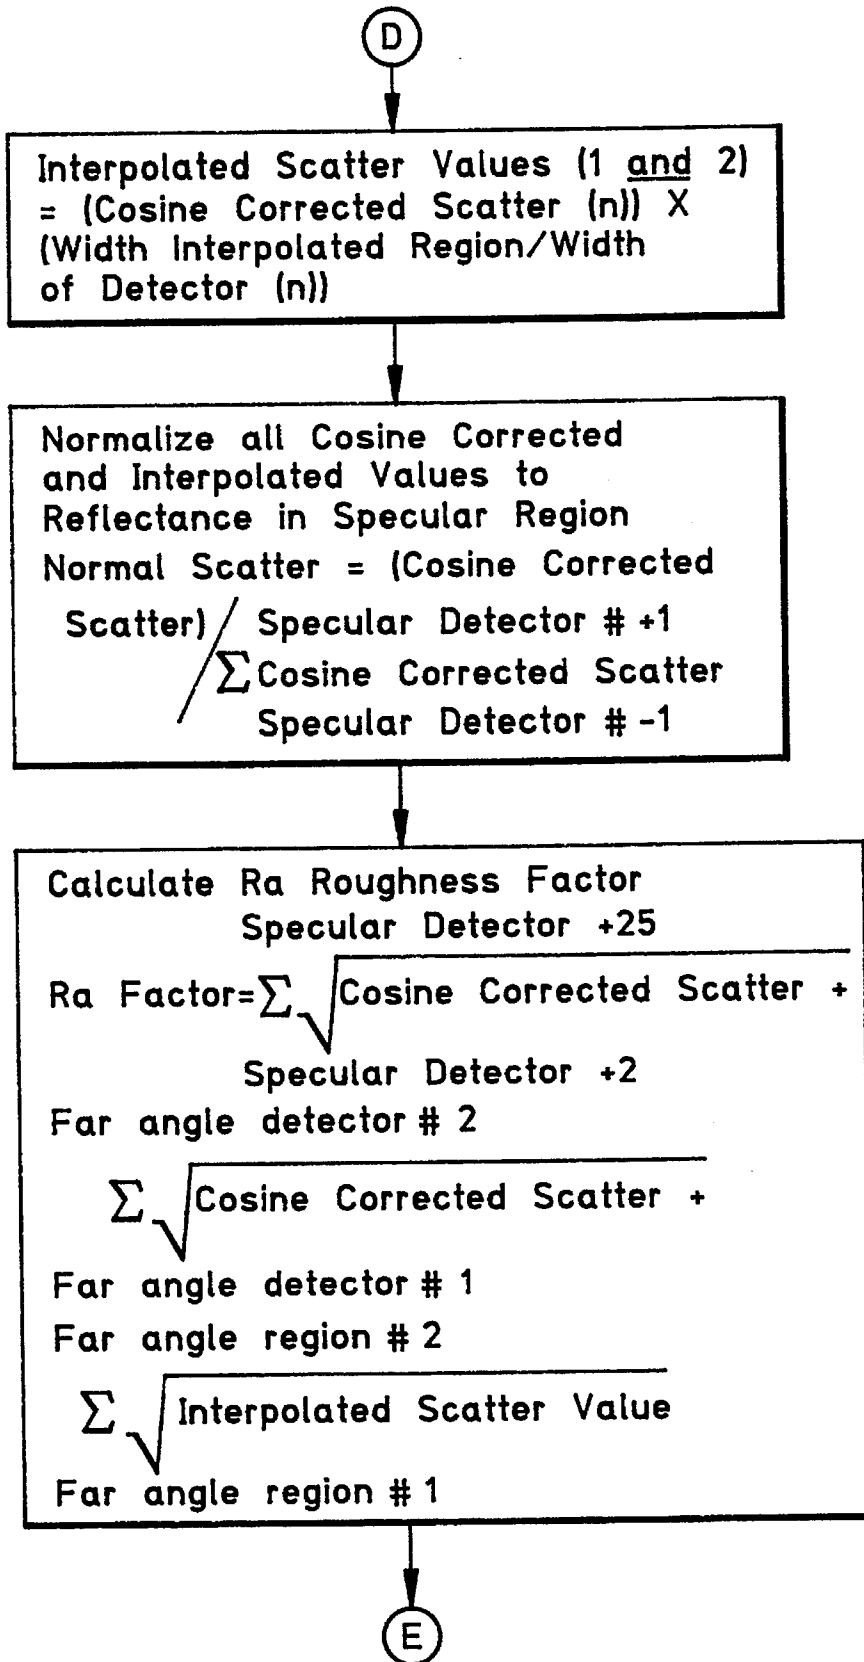 D
Interpolated Scatter Values (1 and 2)
= (Cosine Corrected Scatter (n)) X
(Width Interpolated Region/Width
of Detector (n))
Normalize all Cosine Corrected
and Interpolated Values to
Reflectance in Specular Region
Normal Scatter = (Cosine Corrected
Scatter) / Specular Detector # +1
Σ Cosine Corrected Scatter
Specular Detector # -1
Calculate Ra Roughness Factor
Specular Detector +25
Ra Factor=Σ √Cosine Corrected Scatter +
Specular Detector +2
Far angle detector # 2
Σ √Cosine Corrected Scatter +
Far angle detector # 1
Far angle region # 2
Σ √Interpolated Scatter Value
Far angle region # 1
E